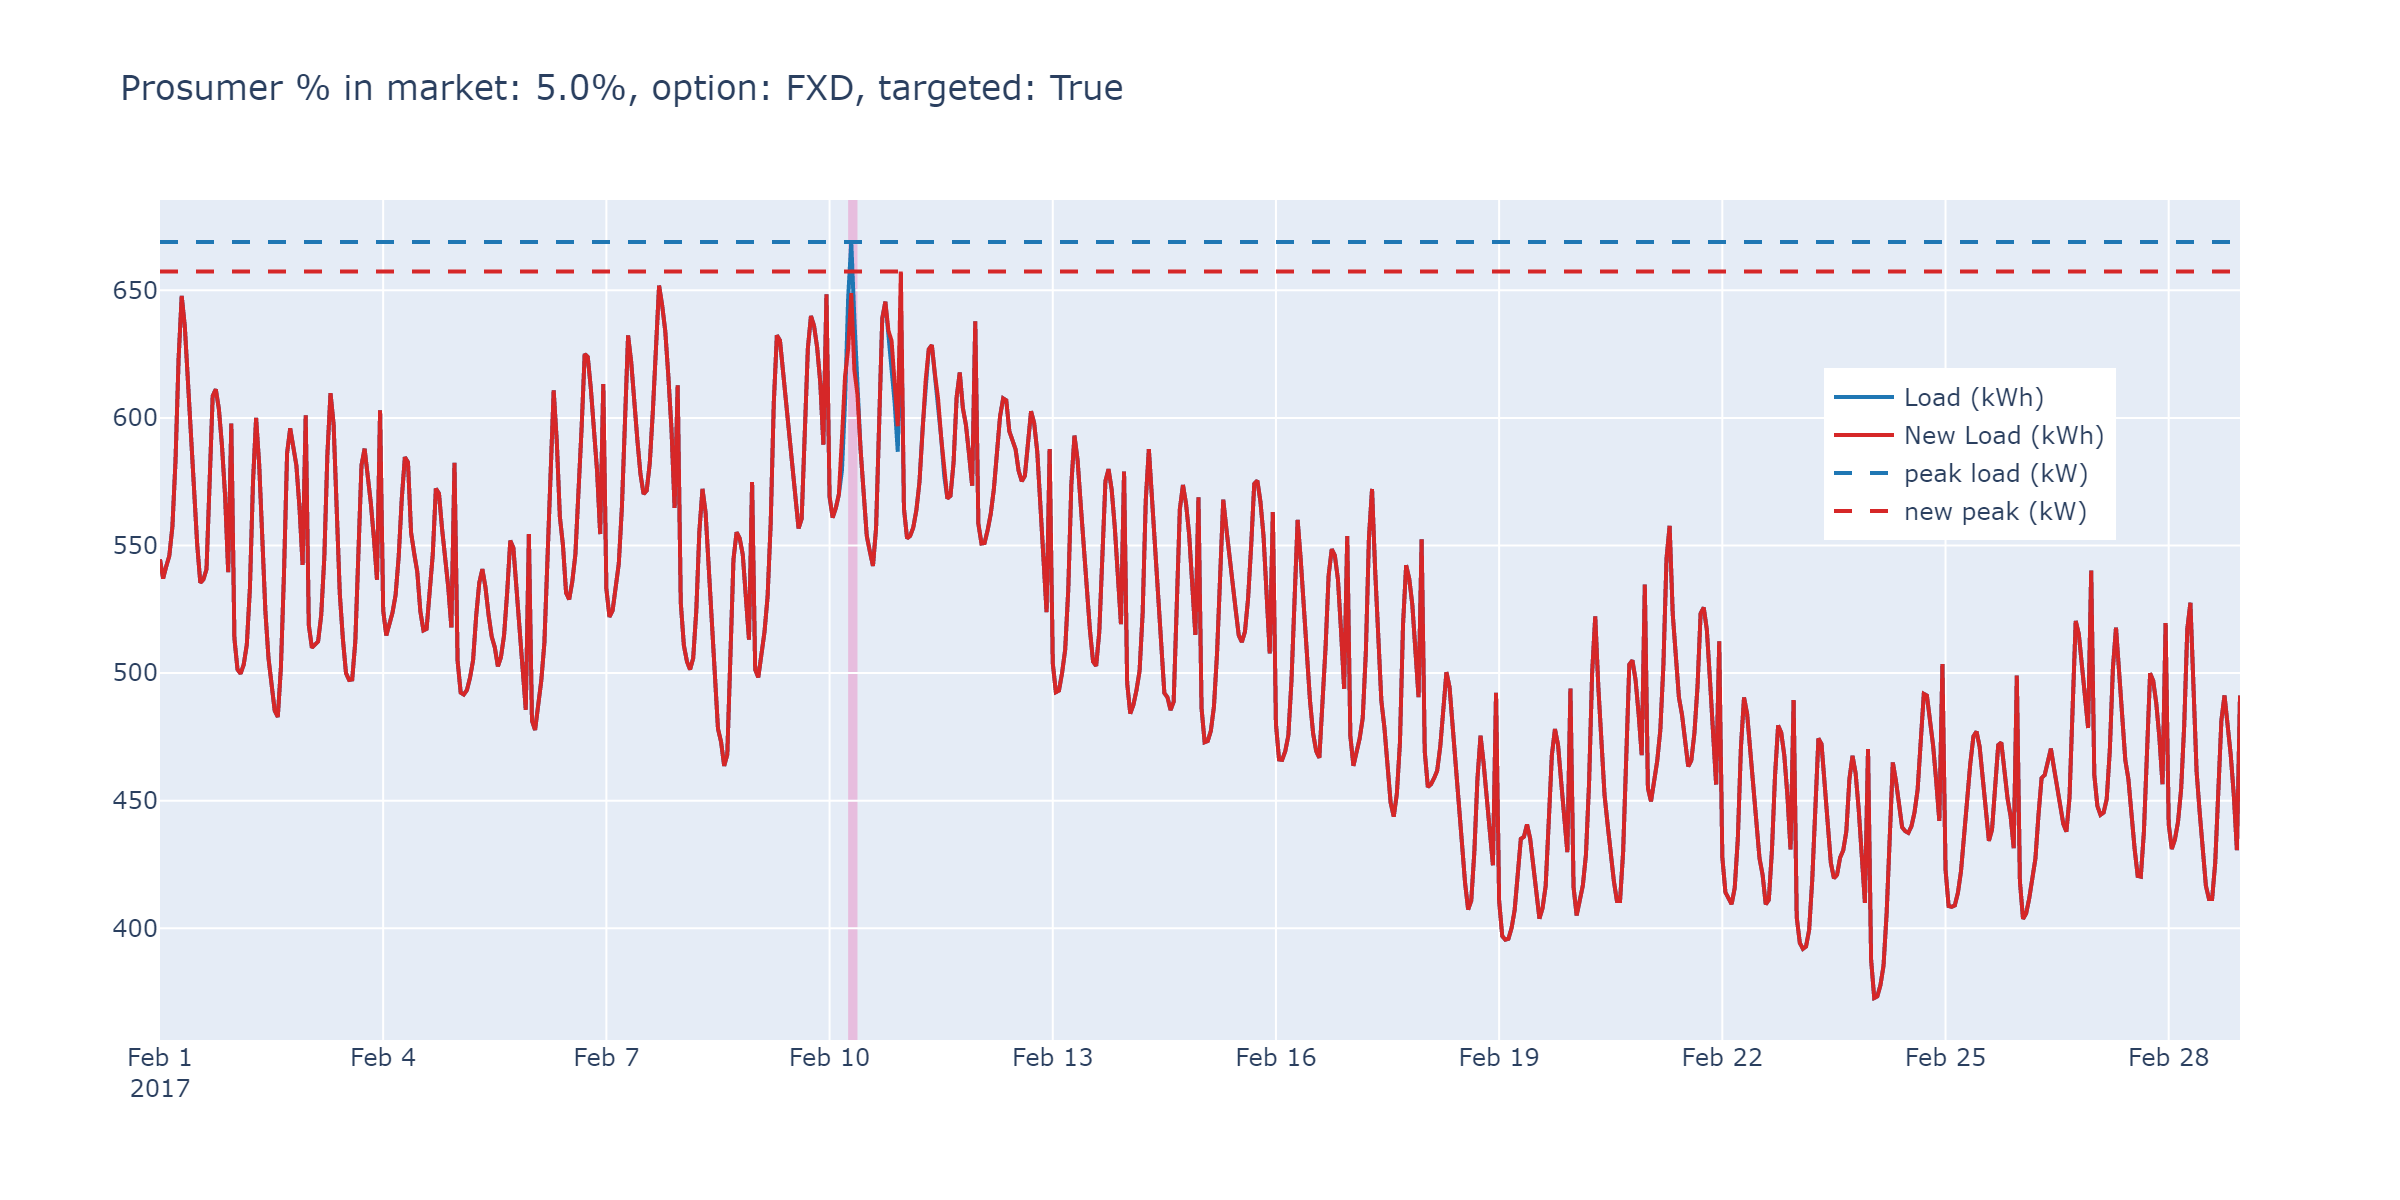 Prosumer % in market: 5.0%, option: FXD, targeted: True
650
600
550
500
450
400
Load (kWh)
New Load (kWh)
peak load (kW)
new peak (kW)
Feb 1
2017
Feb 4
Feb 7
Feb 10
Feb 13
Feb 16
Feb 19
Feb 22
Feb 25
Feb 28